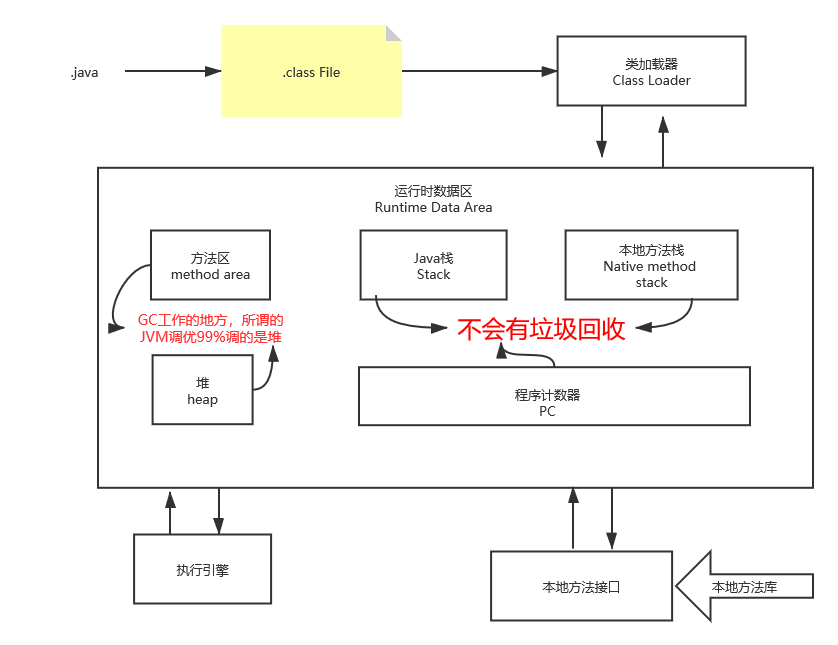 .java
.class File
类加载器
Class Loader
运行时数据区
Runtime Data Area
方法区
method area
Java栈
Stack
本地方法栈
Native method
stack
GC工作的地方，所谓的
JVM调优99%调的是堆
不会有垃圾回收
堆
heap
程序计数器
PC
执行引擎
本地方法接口
本地方法库